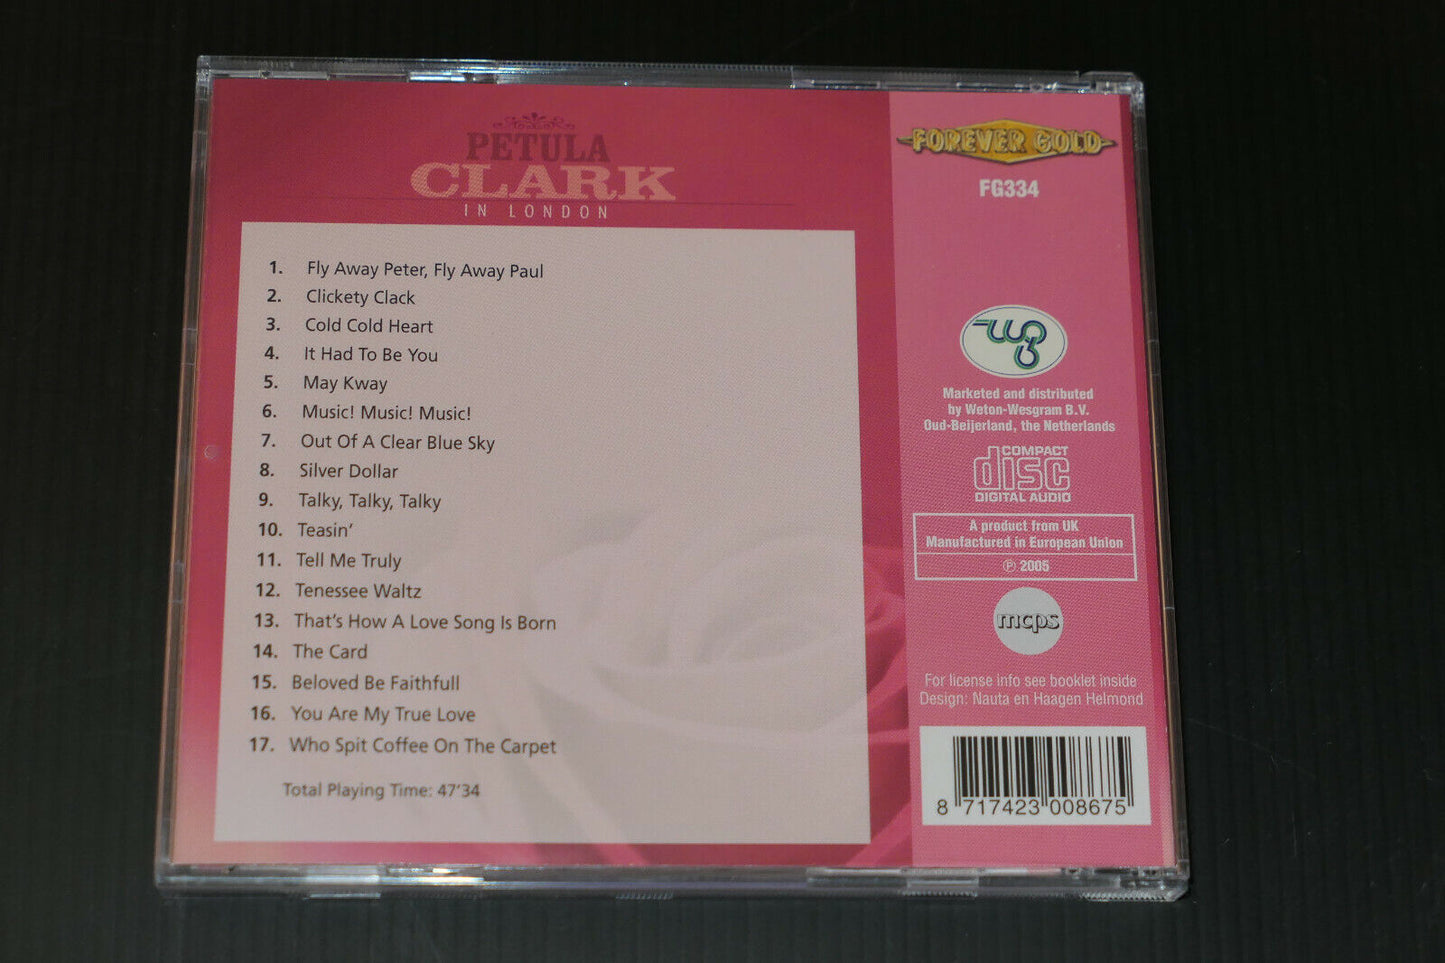 PETULA
CLARK
IN LONDON
1. Fly Away Peter, Fly Away Paul
2. Clickety Clack
3. Cold Cold Heart
4. It Had To Be You
5. May Kway
6. Music! Music! Music!
7. Out Of A Clear Blue Sky
8. Silver Dollar
9. Talky, Talky, Talky
10. Teasin'
11. Tell Me Truly
12. Tenessee Waltz
13. That's How A Love Song Is Born
14. The Card
15. Beloved Be Faithfull
16. You Are My True Love
17. Who Spit Coffee On The Carpet
Total Playing Time: 47'34
FOREVER GOLD
FG334
Marketed and distributed
by Weton-Wesgram B.V.
Oud-Beijerland, the Netherlands
COMPACT
disc
DIGITAL AUDIO
A product from UK
Manufactured in European Union
℗ 2005
mcps
For license info see booklet inside
Design: Nauta en Haagen Helmond
8 717423 008675